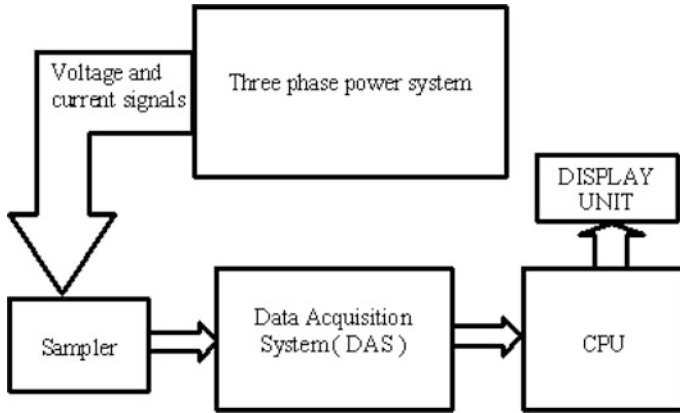 Voltage and
current signals
Three phase power system
DISPLAY
UNIT
Sampler
Data Acquisition
System( DAS )
CPU